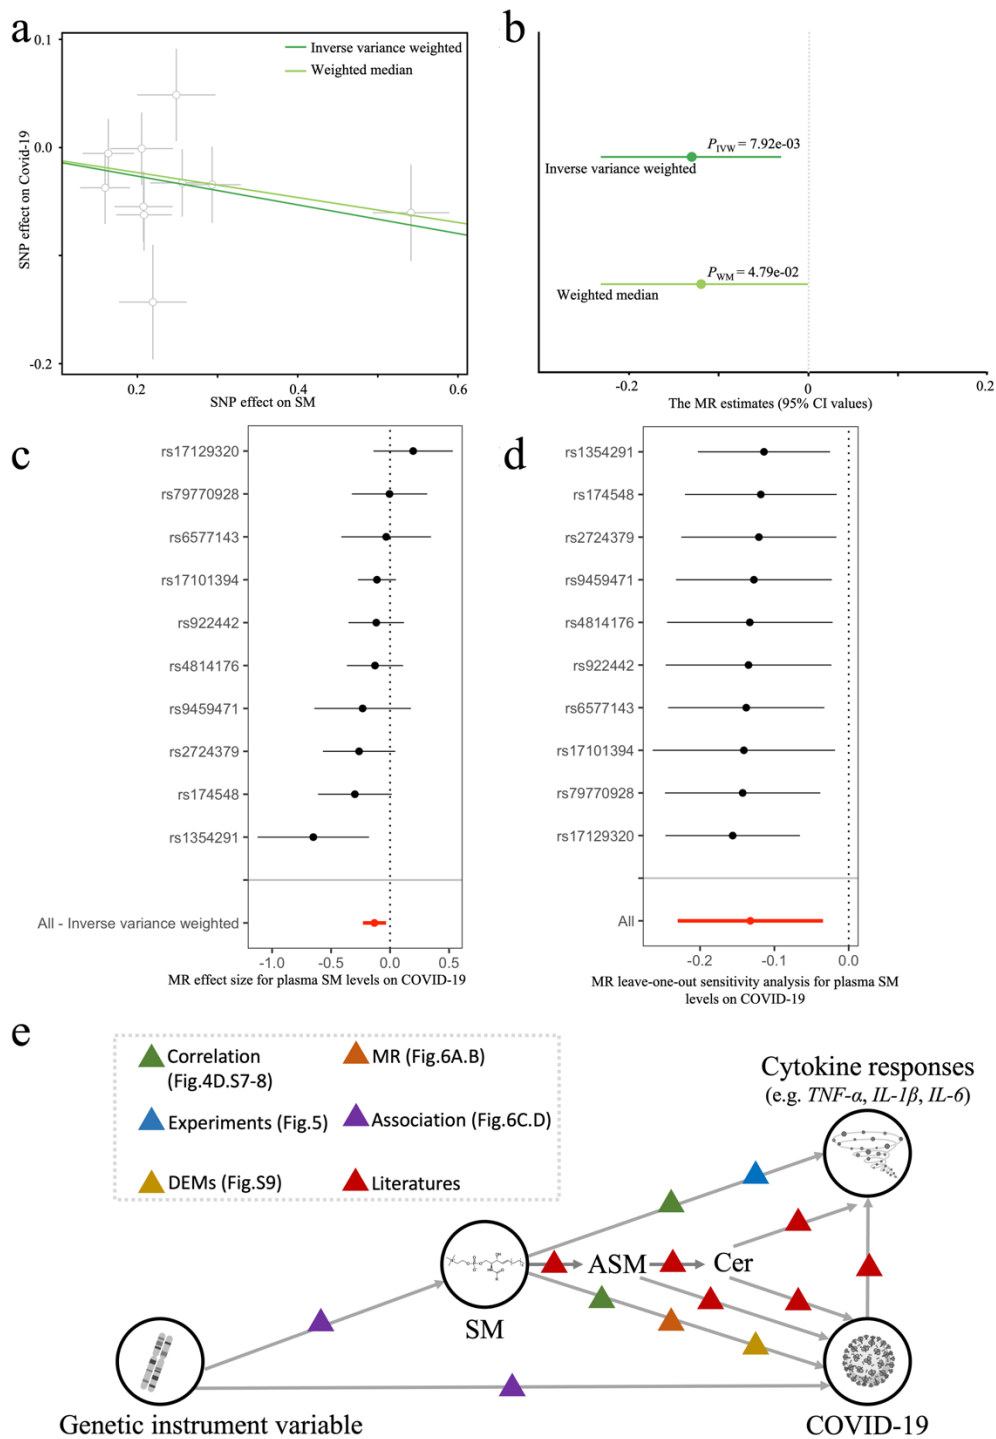 a
0.1
0.0
-0.2
SNP effect on Covid-19
Inverse variance weighted
Weighted median
0.2
0.4
0.6
SNP effect on SM
b
PIVW = 7.92e-03
Inverse variance weighted
PWM = 4.79e-02
Weighted median
-0.2
0
0.2
The MR estimates (95% CI values)
c
rs17129320
rs79770928
rs6577143
rs17101394
rs922442
rs4814176
rs9459471
rs2724379
rs174548
rs1354291
All - Inverse variance weighted
-1.0
-0.5
0.0
0.5
MR effect size for plasma SM levels on COVID-19
d
rs1354291
rs174548
rs2724379
rs9459471
rs4814176
rs922442
rs6577143
rs17101394
rs79770928
rs17129320
All
-0.2
-0.1
0.0
MR leave-one-out sensitivity analysis for plasma SM
levels on COVID-19
e
Correlation
(Fig.4D.S7-8)
MR (Fig.6A.B)
Experiments (Fig.5)
Association (Fig.6C.D)
DEMs (Fig.S9)
Literatures
Cytokine responses
(e.g. TNF-α, IL-1β, IL-6)
ASM
Cer
SM
Genetic instrument variable
COVID-19